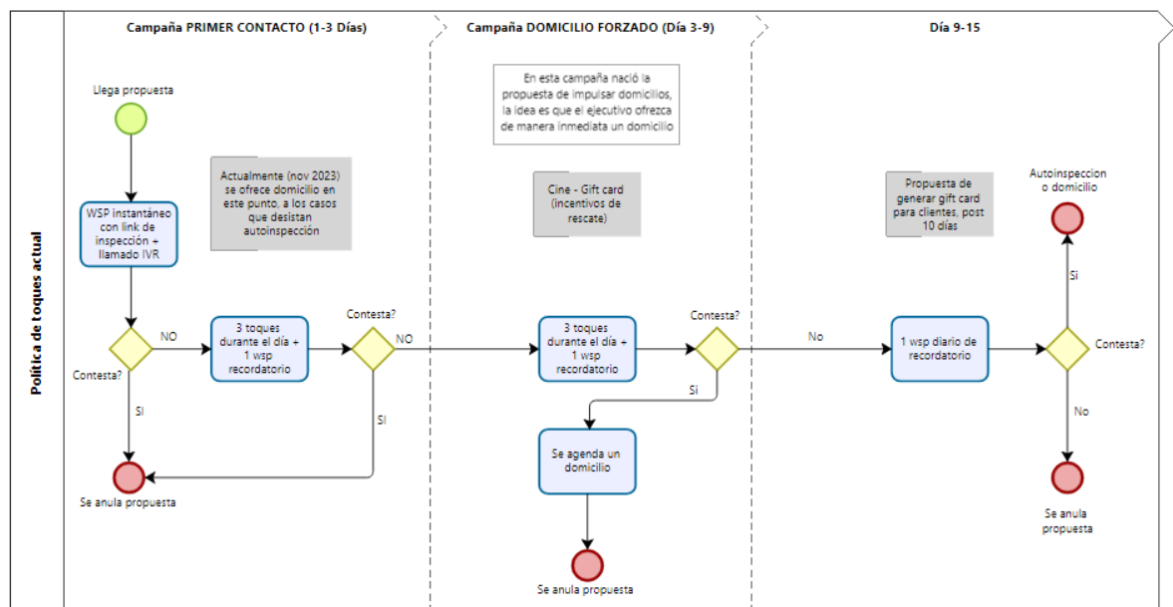 Campaña PRIMER CONTACTO (1-3 Días)
Campaña DOMICILIO FORZADO (Día 3-9)
Día 9-15
Política de toques actual
Llega propuesta
WSP instantáneo
con link de
inspección +
llamado IVR
Actualmente (nov 2023)
se ofrece domicilio en
este punto, a los casos
que desistan
autoinspección
Contesta?
NO
SI
3 toques
durante el día +
1 wsp
recordatorio
Contesta?
NO
SI
Se anula propuesta
En esta campaña nació la
propuesta de impulsar domicilios,
la idea es que el ejecutivo ofrezca
de manera inmediata un domicilio
Cine - Gift card
(incentivos de
rescate)
3 toques
durante el día +
1 wsp
recordatorio
Contesta?
No
Si
Se agenda un
domicilio
Se anula propuesta
Propuesta de
generar gift card
para clientes, post
10 días
1 wsp diario de
recordatorio
Autoinspeccion
o domicilio
Si
Contesta?
No
Se anula
propuesta